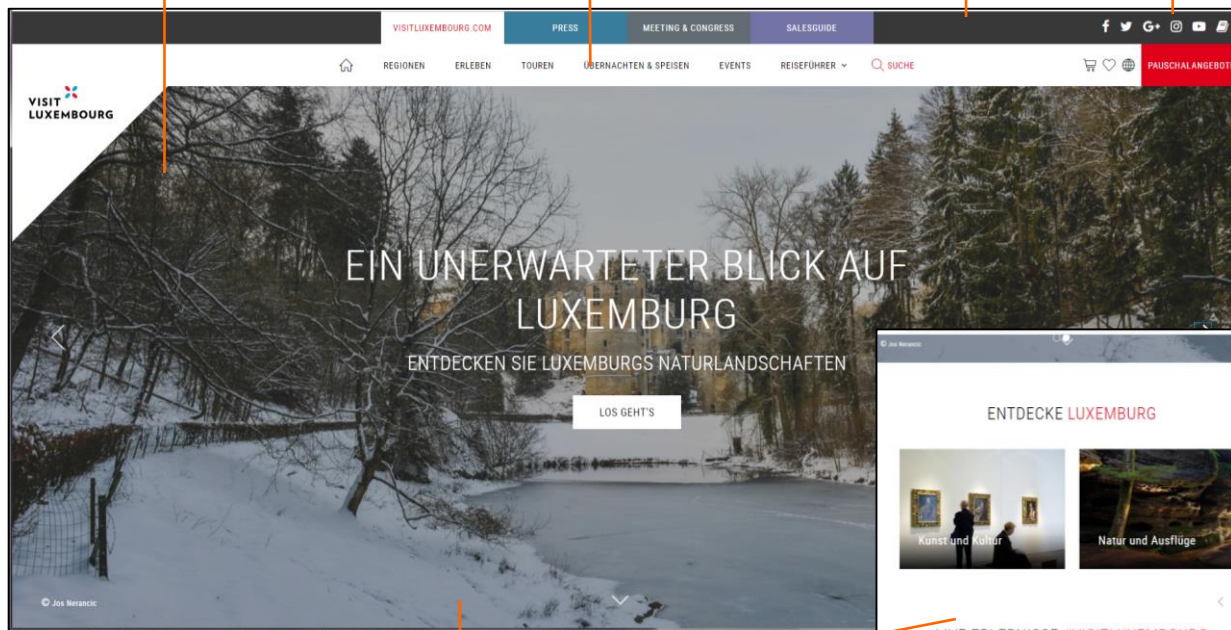 VISITLUXEMBOURG.COM
PRESS
MEETING & CONGRESS
SALESGUIDE
REGIONEN
ERLEBEN
TOUREN
ÜBERNACHTEN & SPEISEN
EVENTS
REISEFÜHRER
SUCHE
PAUSCHALANGEBOT
VISIT
LUXEMBOURG
EIN UNERWARTETER BLICK AUF
LUXEMBURG
ENTDECKEN SIE LUXEMBURGS NATURLANDSCHAFTEN
LOS GEHT'S
© Jos Nerancic
© Jos Nerancic
ENTDECKE LUXEMBURG
Kunst und Kultur
Natur und Ausflüge